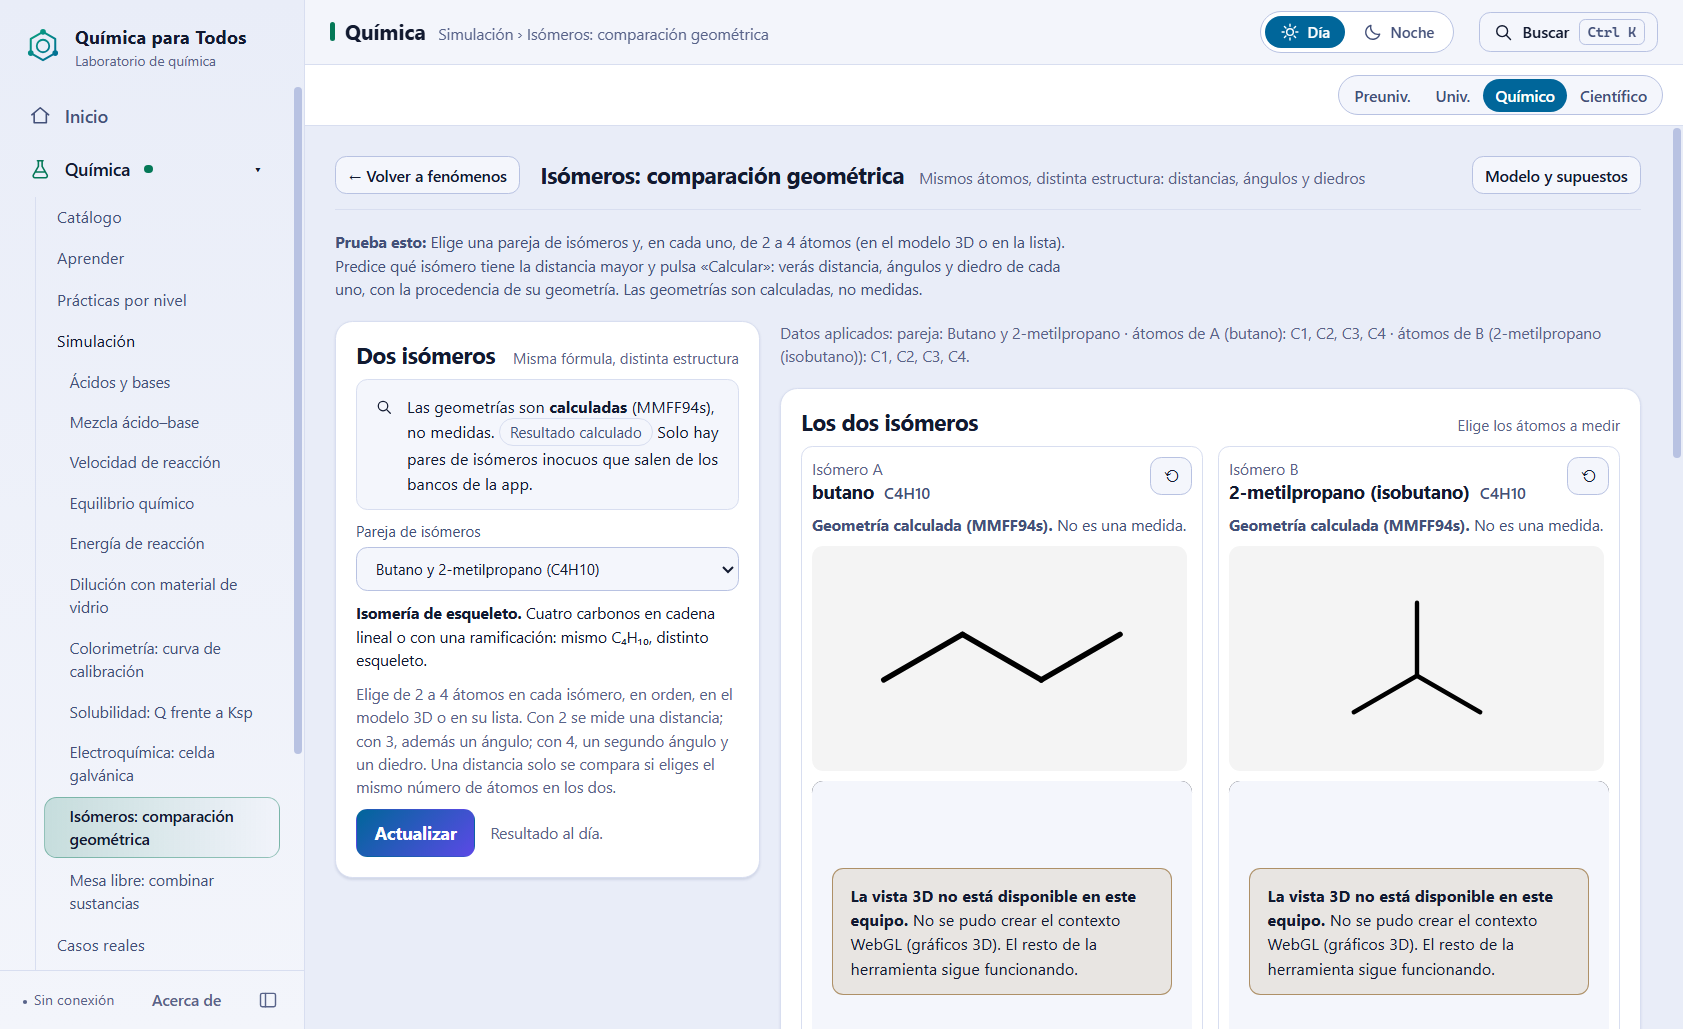 Química para Todos
Laboratorio de química
Inicio
Química
Catálogo
Aprender
Prácticas por nivel
Simulación
Ácidos y bases
Mezcla ácido–base
Velocidad de reacción
Equilibrio químico
Energía de reacción
Dilución con material de
vidrio
Colorimetría: curva de
calibración
Solubilidad: Q frente a Ksp
Electroquímica: celda
galvánica
Isómeros: comparación
geométrica
Mesa libre: combinar
sustancias
Casos reales
Sin conexión
Acerca de
Química Simulación › Isómeros: comparación geométrica
Día Noche
Buscar Ctrl K
Preuniv. Univ. Químico Científico
← Volver a fenómenos
Isómeros: comparación geométrica Mismos átomos, distinta estructura: distancias, ángulos y diedros
Modelo y supuestos
Prueba esto: Elige una pareja de isómeros y, en cada uno, de 2 a 4 átomos (en el modelo 3D o en la lista).
Predice qué isómero tiene la distancia mayor y pulsa «Calcular»: verás distancia, ángulos y diedro de cada
uno, con la procedencia de su geometría. Las geometrías son calculadas, no medidas.
Dos isómeros Misma fórmula, distinta estructura
Las geometrías son calculadas (MMFF94s),
no medidas. Resultado calculado Solo hay
pares de isómeros inocuos que salen de los
bancos de la app.
Pareja de isómeros
Butano y 2-metilpropano (C4H10)
Isomería de esqueleto. Cuatro carbonos en cadena
lineal o con una ramificación: mismo C₄H₁₀, distinto
esqueleto.
Elige de 2 a 4 átomos en cada isómero, en orden, en el
modelo 3D o en su lista. Con 2 se mide una distancia;
con 3, además un ángulo; con 4, un segundo ángulo y
un diedro. Una distancia solo se compara si eliges el
mismo número de átomos en los dos.
Actualizar Resultado al día.
Datos aplicados: pareja: Butano y 2-metilpropano · átomos de A (butano): C1, C2, C3, C4 · átomos de B (2-metilpropano
(isobutano)): C1, C2, C3, C4.
Los dos isómeros
Elige los átomos a medir
Isómero A
butano C4H10
Geometría calculada (MMFF94s). No es una medida.
La vista 3D no está disponible en este
equipo. No se pudo crear el contexto
WebGL (gráficos 3D). El resto de la
herramienta sigue funcionando.
Isómero B
2-metilpropano (isobutano) C4H10
Geometría calculada (MMFF94s). No es una medida.
La vista 3D no está disponible en este
equipo. No se pudo crear el contexto
WebGL (gráficos 3D). El resto de la
herramienta sigue funcionando.